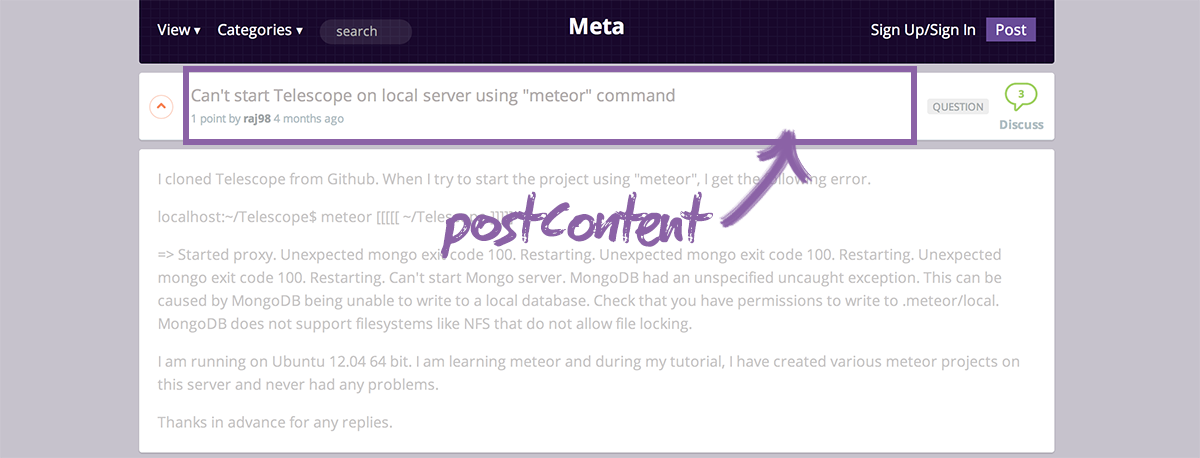 View ▾ Categories ▾ search Meta Sign Up/Sign In Post
Can't start Telescope on local server using "meteor" command
1 point by raj98 4 months ago
QUESTION
3
Discuss
I cloned Telescope from Github. When I try to start the project using "meteor", I get the following error.
localhost:~/Telescope$ meteor [[[[[ ~/Telescope ]]]]]
postContent
=> Started proxy. Unexpected mongo exit code 100. Restarting. Unexpected mongo exit code 100. Restarting. Unexpected
mongo exit code 100. Restarting. Can't start Mongo server. MongoDB had an unspecified uncaught exception. This can be
caused by MongoDB being unable to write to a local database. Check that you have permissions to write to .meteor/local.
MongoDB does not support filesystems like NFS that do not allow file locking.
I am running on Ubuntu 12.04 64 bit. I am learning meteor and during my tutorial, I have created various meteor projects on
this server and never had any problems.
Thanks in advance for any replies.